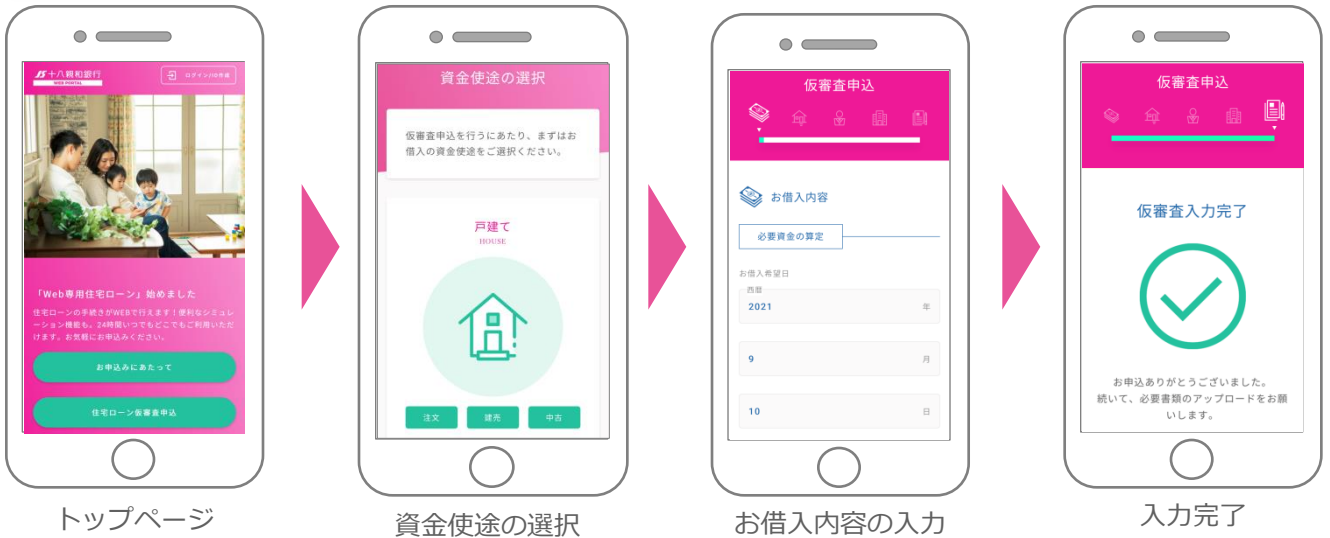 十八親和銀行
WEB PORTAL
ログイン/ID作成
「Web専用住宅ローン」始めました
住宅ローンの手続きがWEBで行えます！便利なシミュレ
ーション機能も。24時間いつでもどこでもご利用いただ
けます。お気軽にお申込みください。
お申込みにあたって
住宅ローン仮審査申込
トップページ
資金使途の選択
仮審査申込を行うにあたり、まずはお
借入の資金使途をご選択ください。
戸建て
HOUSE
注文
建売
中古
資金使途の選択
仮審査申込
お借入内容
必要資金の算定
お借入希望日
西暦
2021 年
9 月
10 日
お借入内容の入力
仮審査申込
仮審査入力完了
お申込ありがとうございました。
続いて、必要書類のアップロードをお願
いします。
入力完了